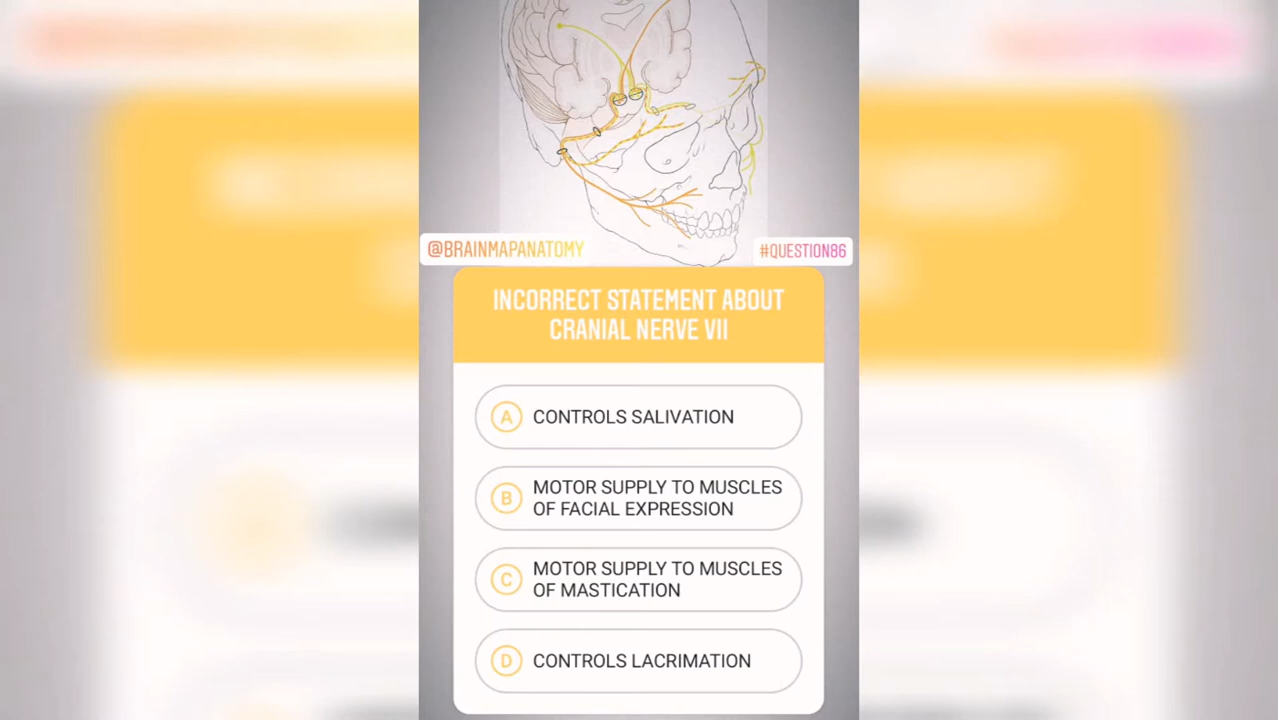 @BRAINMAPANATOMY
#QUESTION86
INCORRECT STATEMENT ABOUT
CRANIAL NERVE VII
A CONTROLS SALIVATION
B MOTOR SUPPLY TO MUSCLES
OF FACIAL EXPRESSION
C MOTOR SUPPLY TO MUSCLES
OF MASTICATION
D CONTROLS LACRIMATION